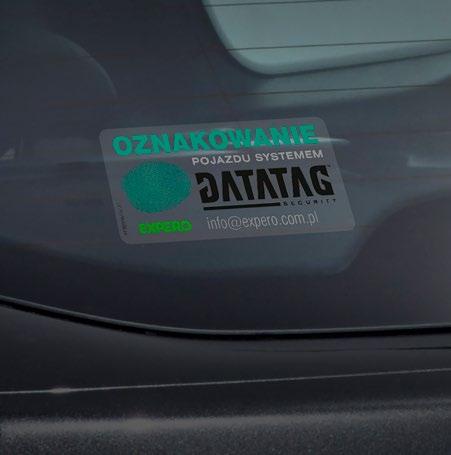 OZNAKOWANIE
POJAZDU SYSTEMEM
DATATAG
SECURITY
EXPERO
info@expero.com.pl